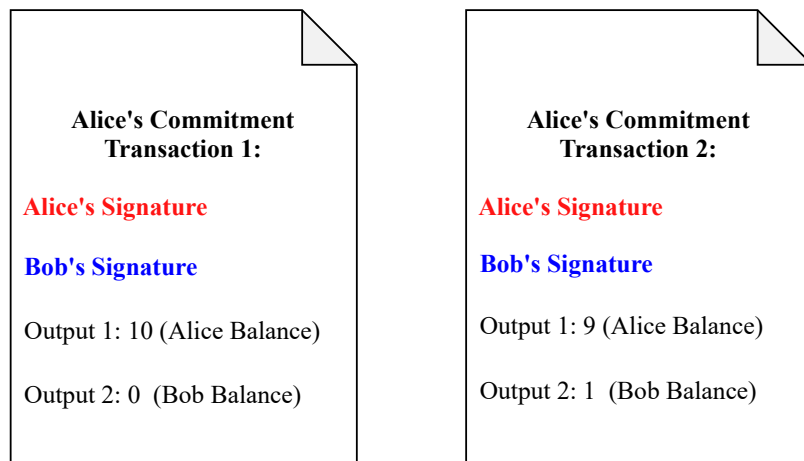 Alice's Commitment
Transaction 1:
Alice's Signature
Bob's Signature
Output 1: 10 (Alice Balance)
Output 2: 0  (Bob Balance)
Alice's Commitment
Transaction 2:
Alice's Signature
Bob's Signature
Output 1: 9 (Alice Balance)
Output 2: 1  (Bob Balance)